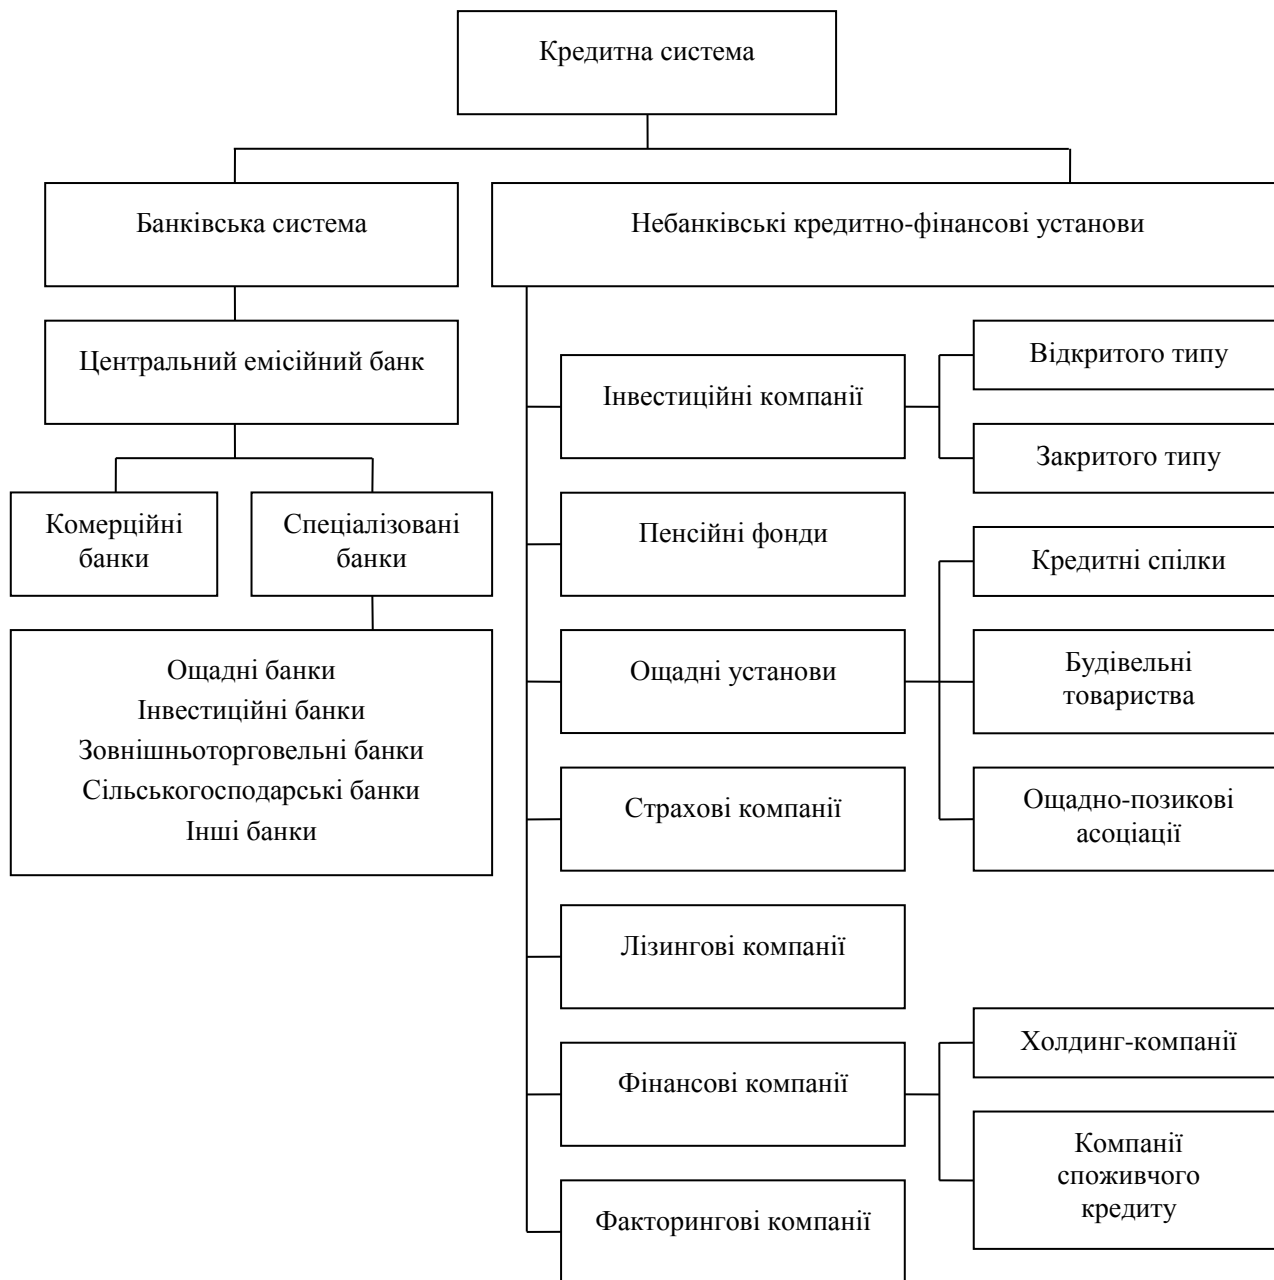 Кредитна система
Банківська система
Небанківські кредитно-фінансові установи
Центральний емісійний банк
Комерційні
банки
Спеціалізовані
банки
Ощадні банки
Інвестиційні банки
Зовнішньоторговельні банки
Сільськогосподарські банки
Інші банки
Інвестиційні компанії
Відкритого типу
Закритого типу
Пенсійні фонди
Ощадні установи
Кредитні спілки
Будівельні
товариства
Ощадно-позикові
асоціації
Страхові компанії
Лізингові компанії
Фінансові компанії
Холдинг-компанії
Компанії
споживчого
кредиту
Факторингові компанії